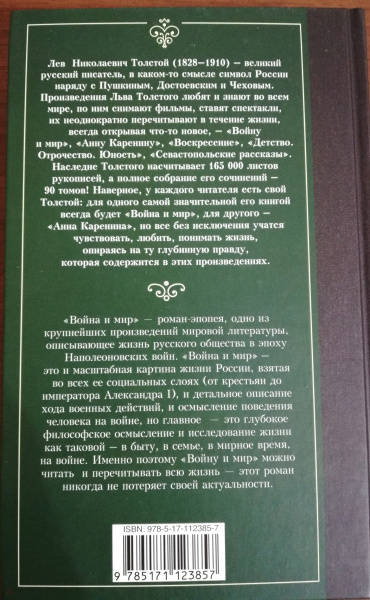 Лев Николаевич Толстой (1828–1910) – великий
русский писатель, в каком-то смысле символ России
наряду с Пушкиным, Достоевским и Чеховым.
Произведения Льва Толстого любят и знают во всем
мире, по ним снимают фильмы, ставят спектакли,
их неоднократно перечитывают в течение жизни,
всегда открывая что-то новое, – «Войну
и мир», «Анну Каренину», «Воскресение», «Детство.
Отрочество. Юность», «Севастопольские рассказы».
Наследие Толстого насчитывает 165 000 листов
рукописей, а полное собрание его сочинений –
90 томов! Наверное, у каждого читателя есть свой
Толстой: для одного самой значительной его книгой
всегда будет «Война и мир», для другого –
«Анна Каренина», но все без исключения учатся
чувствовать, любить, понимать жизнь,
опираясь на ту глубинную правду,
которая содержится в этих произведениях.
«Война и мир» – роман-эпопея, одно из
крупнейших произведений мировой литературы,
описывающее жизнь русского общества в эпоху
Наполеоновских войн. «Война и мир» –
это и масштабная картина жизни России, взятая
во всех ее социальных слоях (от крестьян до
императора Александра I), и детальное описание
хода военных действий, и осмысление поведения
человека на войне, но главное – это глубокое
философское осмысление и исследование жизни
как таковой – в быту, в семье, в мирное время,
на войне. Именно поэтому «Войну и мир» можно
читать и перечитывать всю жизнь – этот роман
никогда не потеряет своей актуальности.
ISBN: 978-5-17-112385-7
9 785171 123857